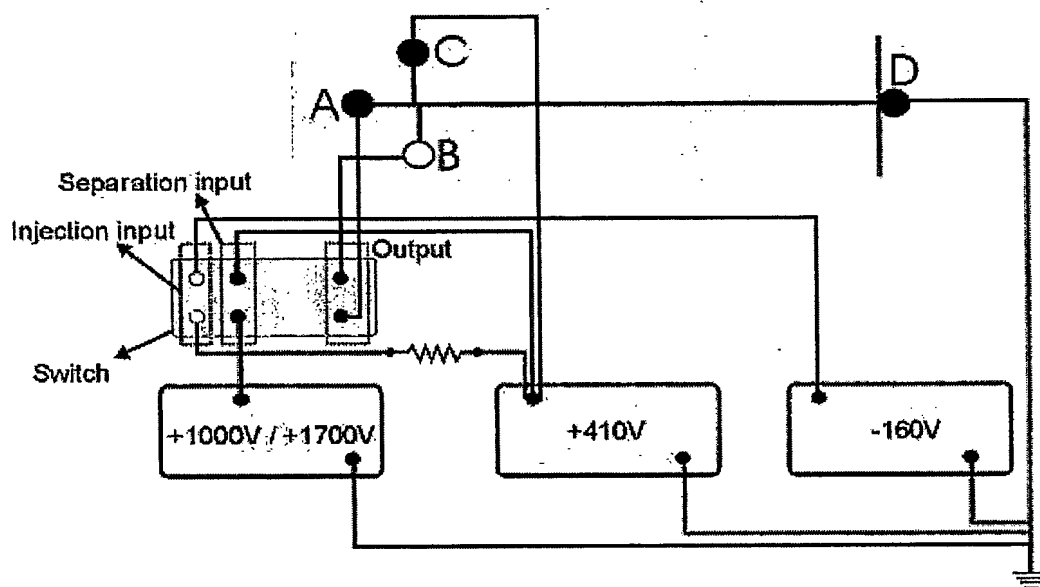 C
A
D
B
Separation input
Injection input
Output
Switch
+1000V / +1700V
+410V
-160V